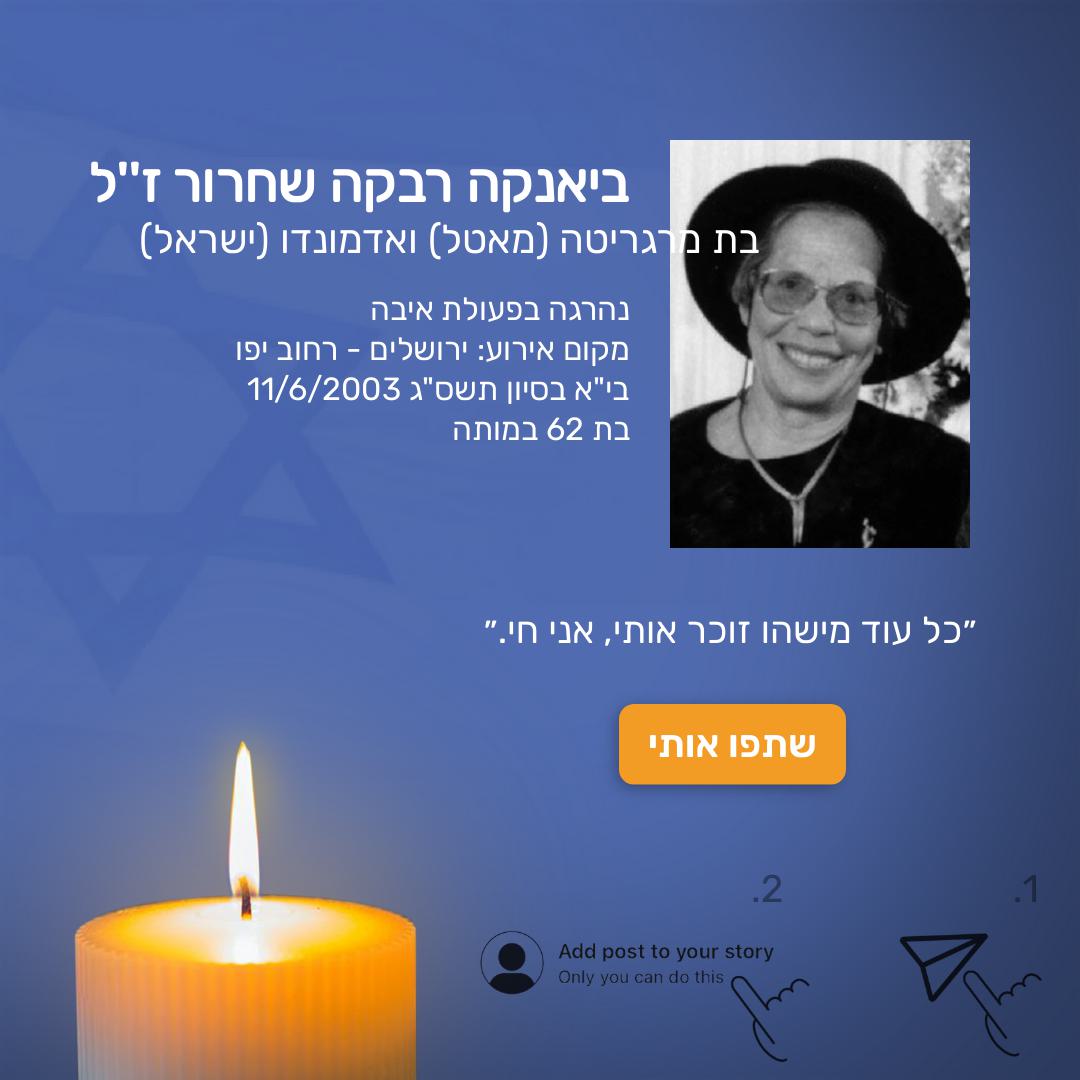 ביאנקה רבקה שחרור ז''ל
בת מרגריטה (מאטל) ואדמונדו (ישראל)
נהרגה בפעולת איבה
מקום אירוע: ירושלים - רחוב יפו
בי"א בסיון תשס"ג 11/6/2003
בת 62 במותה
״כל עוד מישהו זוכר אותי, אני חי.״
שתפו אותי
.1
.2
Add post to your story
Only you can do this